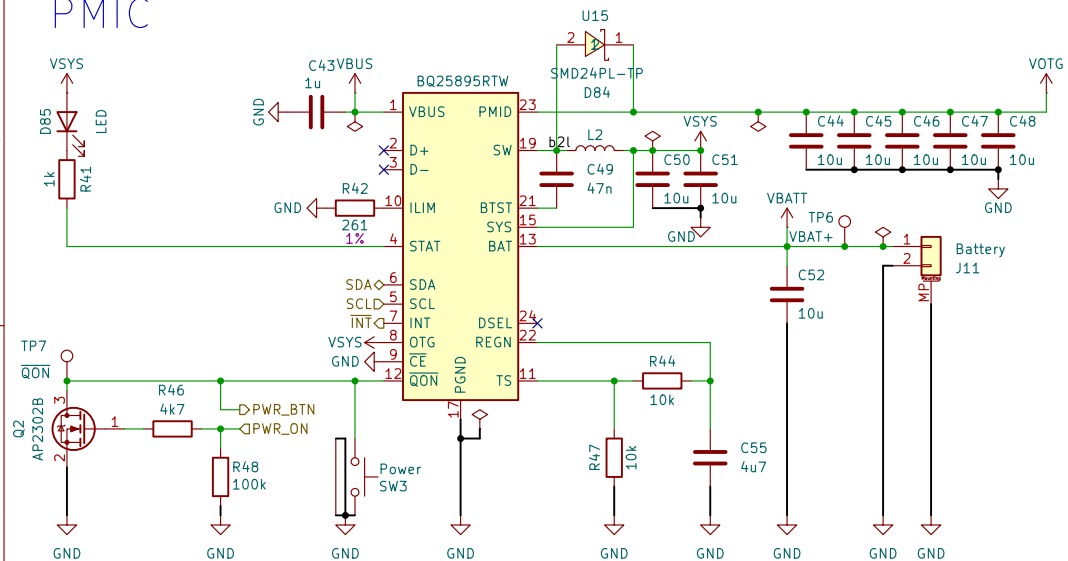 PMIC
U15
2
1
SMD24PL-TP
D84
VSYS
D85
LED
1k
R41
C43
1u
GND
VBUS
BQ25895RTW
1
VBUS
2
D+
3
D-
GND
R42
261
1%
10
ILIM
4
STAT
SDA
6
SDA
SCL
5
SCL
INT
7
INT
VSYS
8
OTG
GND
9
CE
12
QON
PGND
17
PMID
23
SW
19
BTST
21
SYS
15
BAT
13
DSEL
24
REGN
22
TS
11
b2l
L2
C49
47n
VSYS
C50
10u
C51
10u
GND
VOTG
C44
10u
C45
10u
C46
10u
C47
10u
C48
10u
GND
VBATT
TP6
VBAT+
1
2
Battery
J11
MP
C52
10u
R44
10k
R47
10k
C55
4u7
TP7
QON
3
Q2
AP2302B
2
1
R46
4k7
PWR_BTN
PWR_ON
R48
100k
Power
SW3
GND
GND
GND
GND
GND
GND
GND
GND
GND